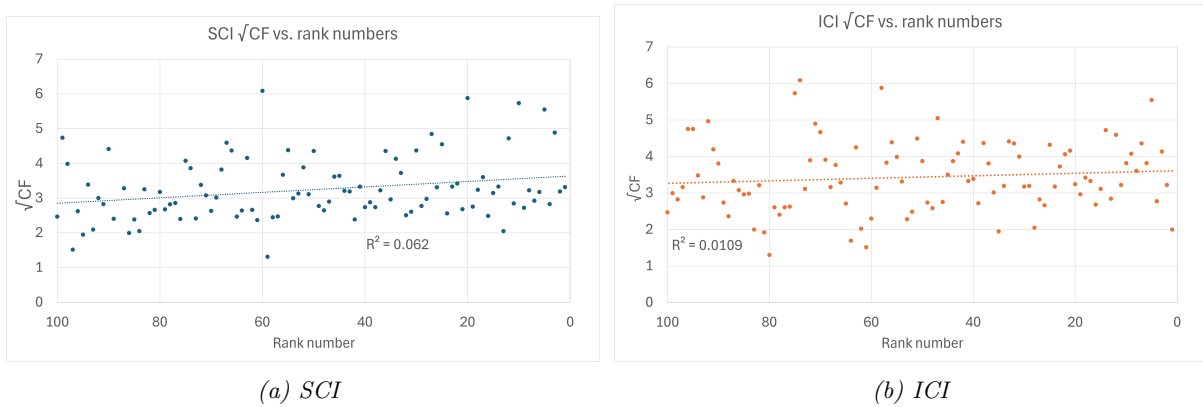 SCI √CF vs. rank numbers
7
6
5
4
3
2
1
0
√CF
R² = 0.062
100
80
60
40
20
0
Rank number
(a) SCI
ICI √CF vs. rank numbers
7
6
5
4
3
2
1
0
√CF
R² = 0.0109
100
80
60
40
20
0
Rank number
(b) ICI